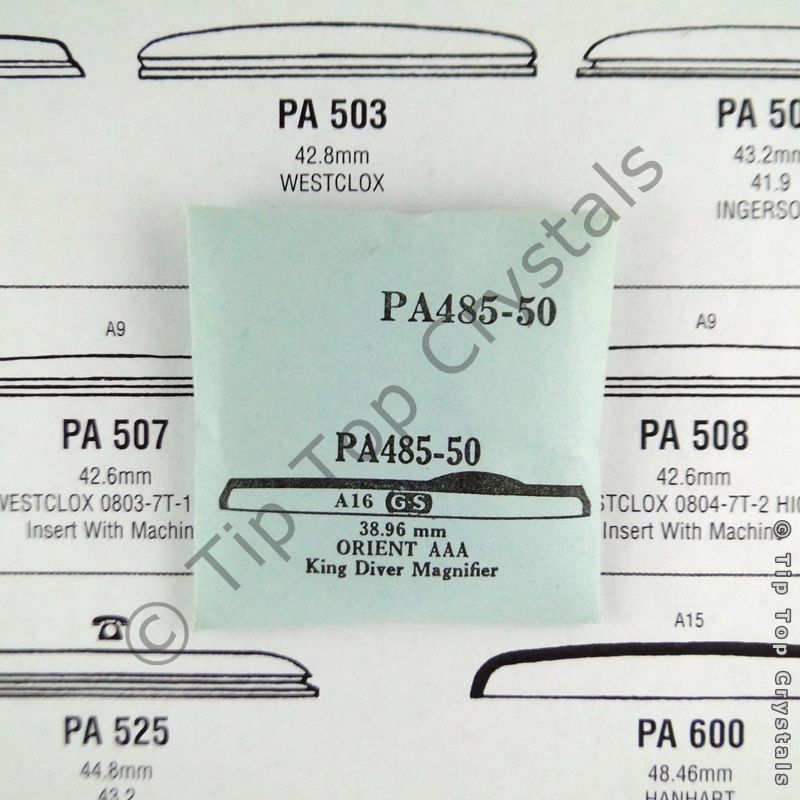 PA 503
42.8mm
WESTCLOX
PA 50
43.2mm
41.9
INGERSO
PA485-50
A9
A9
PA 507
42.6mm
WESTCLOX 0803-7T-1
Insert With Machin
PA485-50
A16 G-S
38.96 mm
ORIENT AAA
King Diver Magnifier
PA 508
42.6mm
STCLOX 0804-7T-2 HIG
Insert With Machin
A15
PA 525
44.8mm
43.2
PA 600
48.46mm
HANHART
© Tip Top Crystals
© Tip Top Crystals